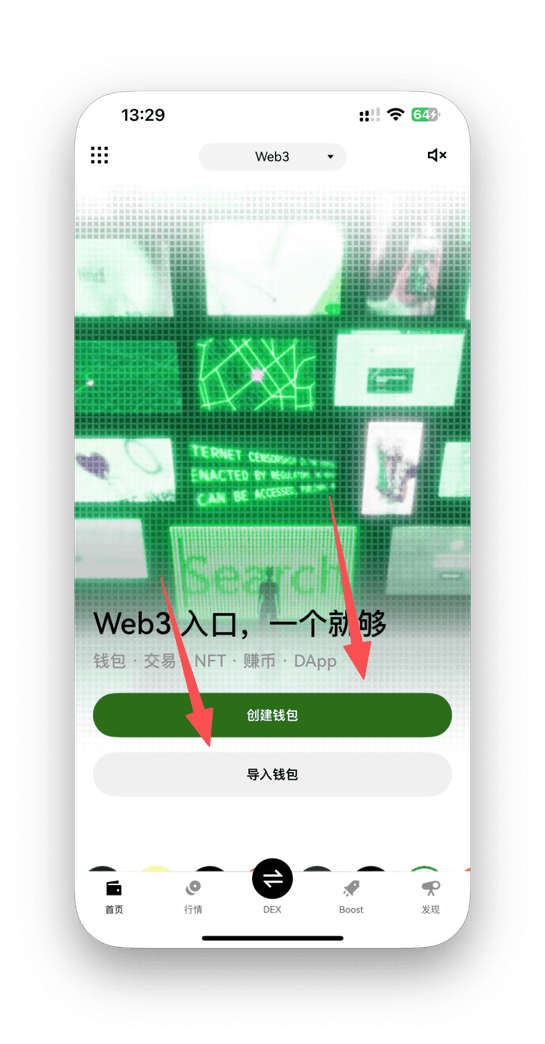 13:29
64
Web3
TERNET CENSORSHIP IS
ENACTED BY REGULATORS
CAN BE ACCESSED,
Search
Web3 入口，一个就够
钱包 · 交易 · NFT · 赚币 · DApp
创建钱包
导入钱包
首页
行情
DEX
Boost
发现